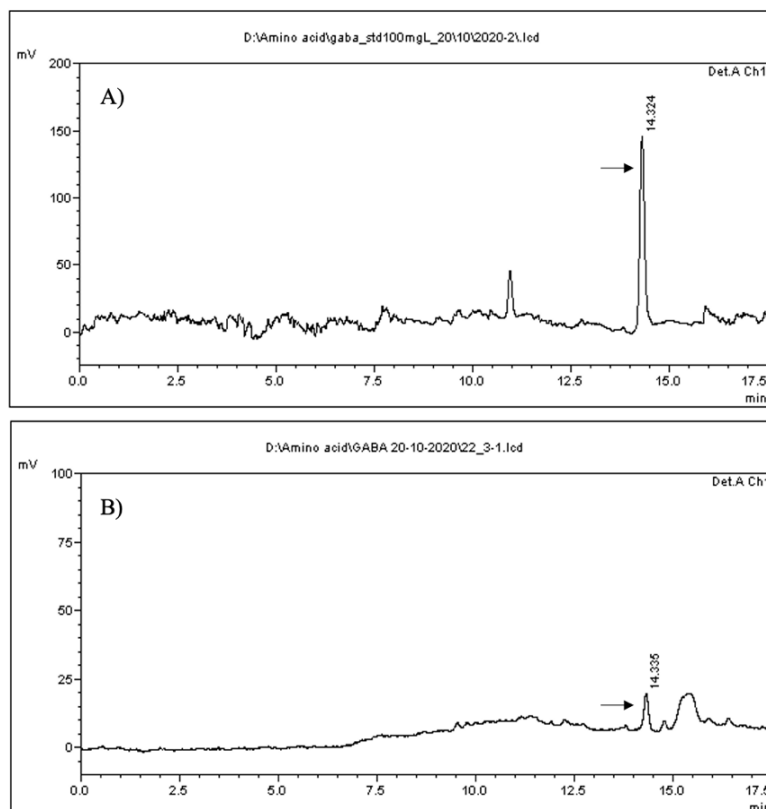 D:\Amino acid\gaba_std100mgL_20\10\2020-2\.lcd
mV
200
Det.A Ch1
A)
14.324
150
100
50
0
0.0 2.5 5.0 7.5 10.0 12.5 15.0 17.5
min
D:\Amino acid\GABA 20-10-2020\22_3-1.lcd
mV
100
Det.A Ch1
B)
75
50
14.335
25
0
0.0 2.5 5.0 7.5 10.0 12.5 15.0 17.5
min